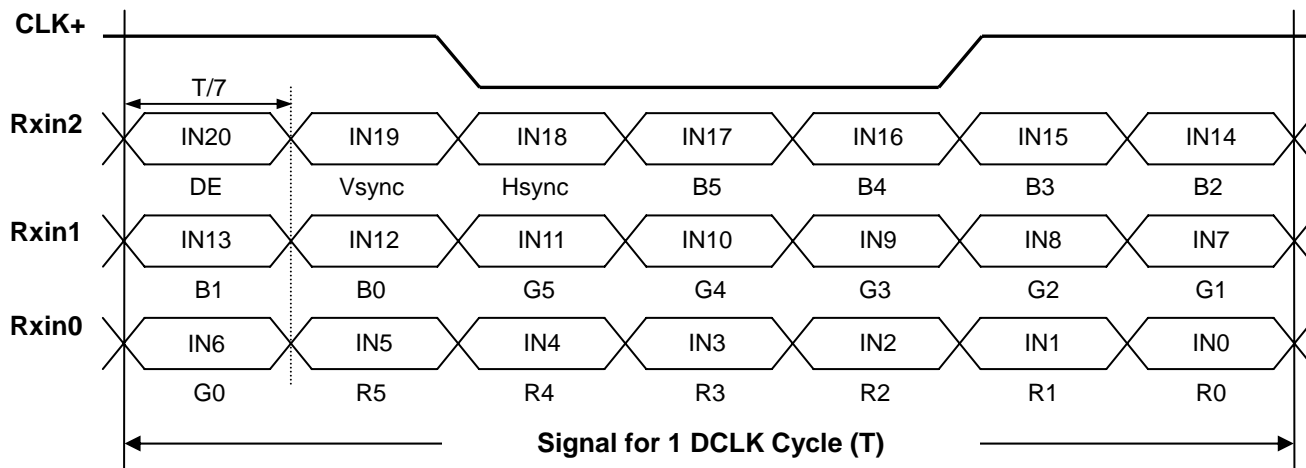 CLK+
T/7
Rxin2
IN20 IN19 IN18 IN17 IN16 IN15 IN14
DE Vsync Hsync B5 B4 B3 B2
Rxin1
IN13 IN12 IN11 IN10 IN9 IN8 IN7
B1 B0 G5 G4 G3 G2 G1
Rxin0
IN6 IN5 IN4 IN3 IN2 IN1 IN0
G0 R5 R4 R3 R2 R1 R0
Signal for 1 DCLK Cycle (T)